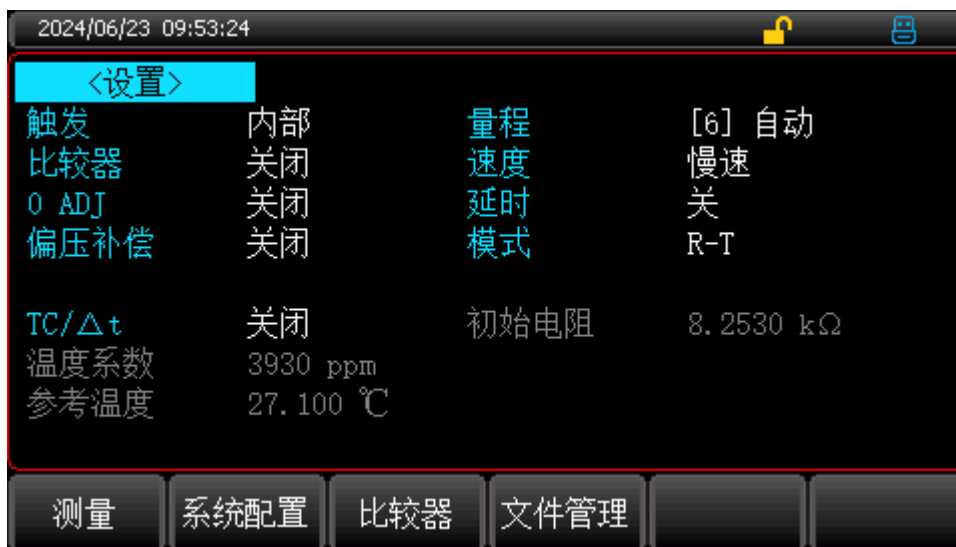 2024/06/23 09:53:24
<设置>
触发 内部 量程 [6] 自动
比较器 关闭 速度 慢速
0 ADJ 关闭 延时 关
偏压补偿 关闭 模式 R-T
TC/△t 关闭 初始电阻 8.2530 kΩ
温度系数 3930 ppm
参考温度 27.100 ℃
测量 系统配置 比较器 文件管理